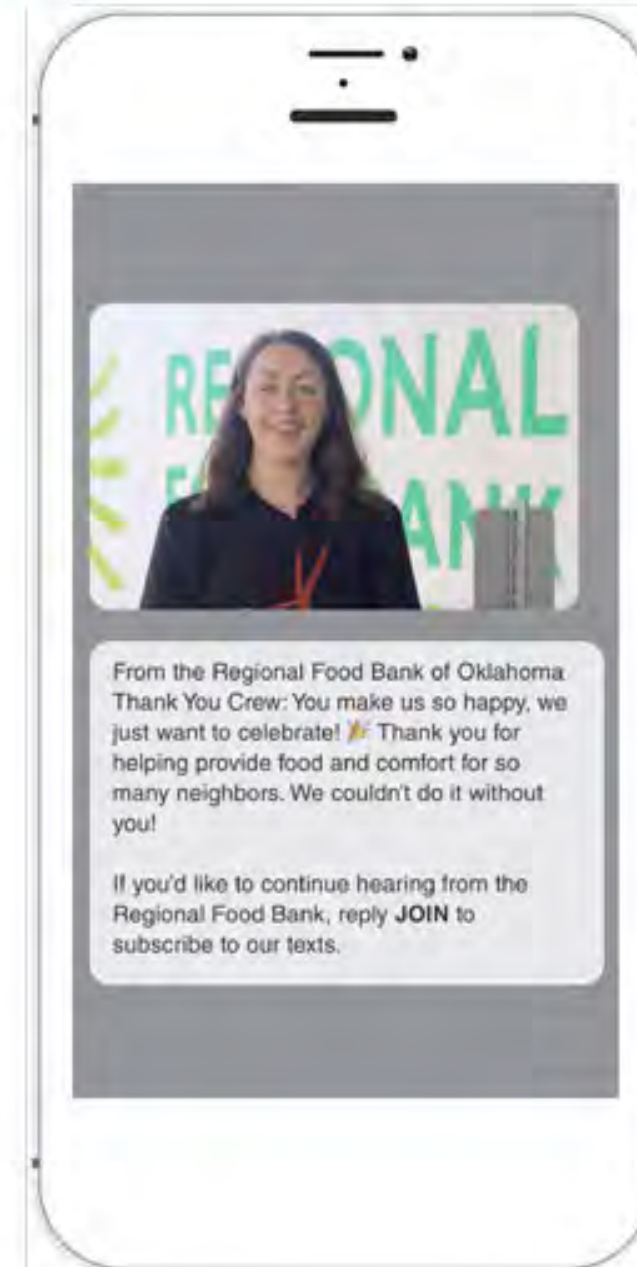 REGIONAL
BANK
From the Regional Food Bank of Oklahoma
Thank You Crew: You make us so happy, we
just want to celebrate! 🎉 Thank you for
helping provide food and comfort for so
many neighbors. We couldn't do it without
you!
If you'd like to continue hearing from the
Regional Food Bank, reply JOIN to
subscribe to our texts.